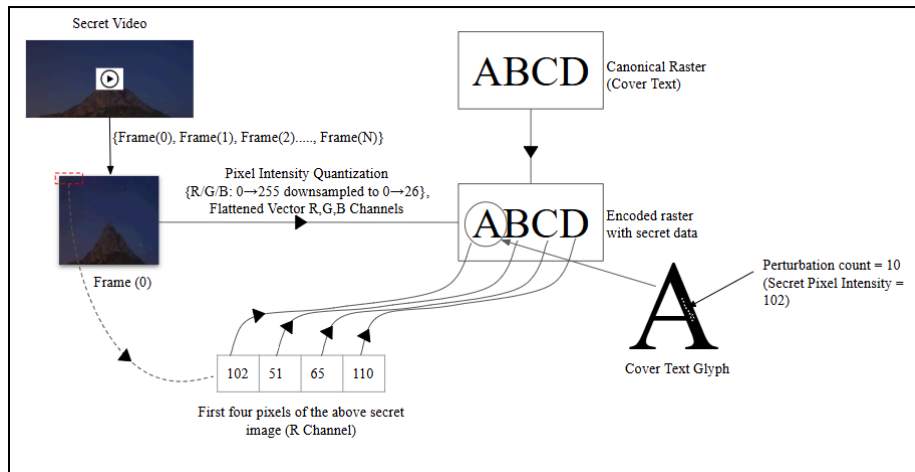 Secret Video
ABCD
Canonical Raster
(Cover Text)
{Frame(0), Frame(1), Frame(2)....., Frame(N)}
Pixel Intensity Quantization
{R/G/B: 0→255 downsampled to 0→26},
Flattened Vector R,G,B Channels
ABCD
Encoded raster
with secret data
Frame (0)
Perturbation count = 10
(Secret Pixel Intensity =
102)
A
Cover Text Glyph
102 51 65 110
First four pixels of the above secret
image (R Channel)